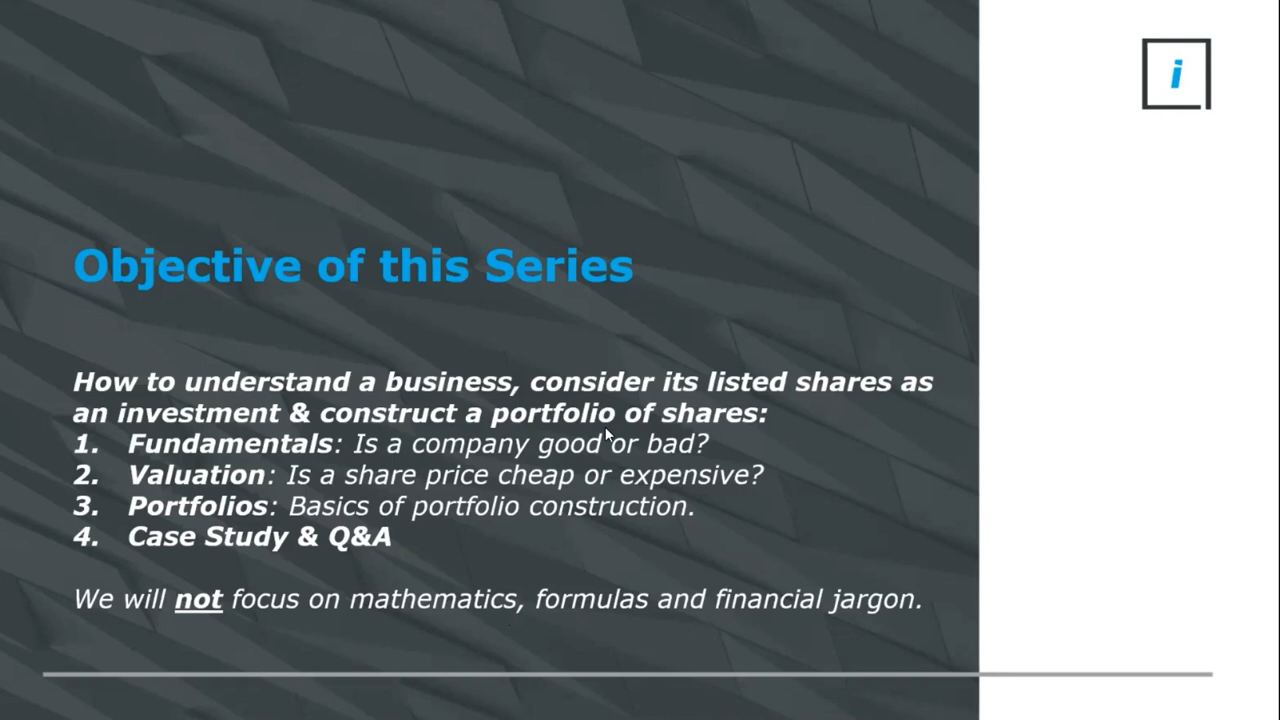 i
Objective of this Series
How to understand a business, consider its listed shares as
an investment & construct a portfolio of shares:
1. Fundamentals: Is a company good or bad?
2. Valuation: Is a share price cheap or expensive?
3. Portfolios: Basics of portfolio construction.
4. Case Study & Q&A
We will not focus on mathematics, formulas and financial jargon.